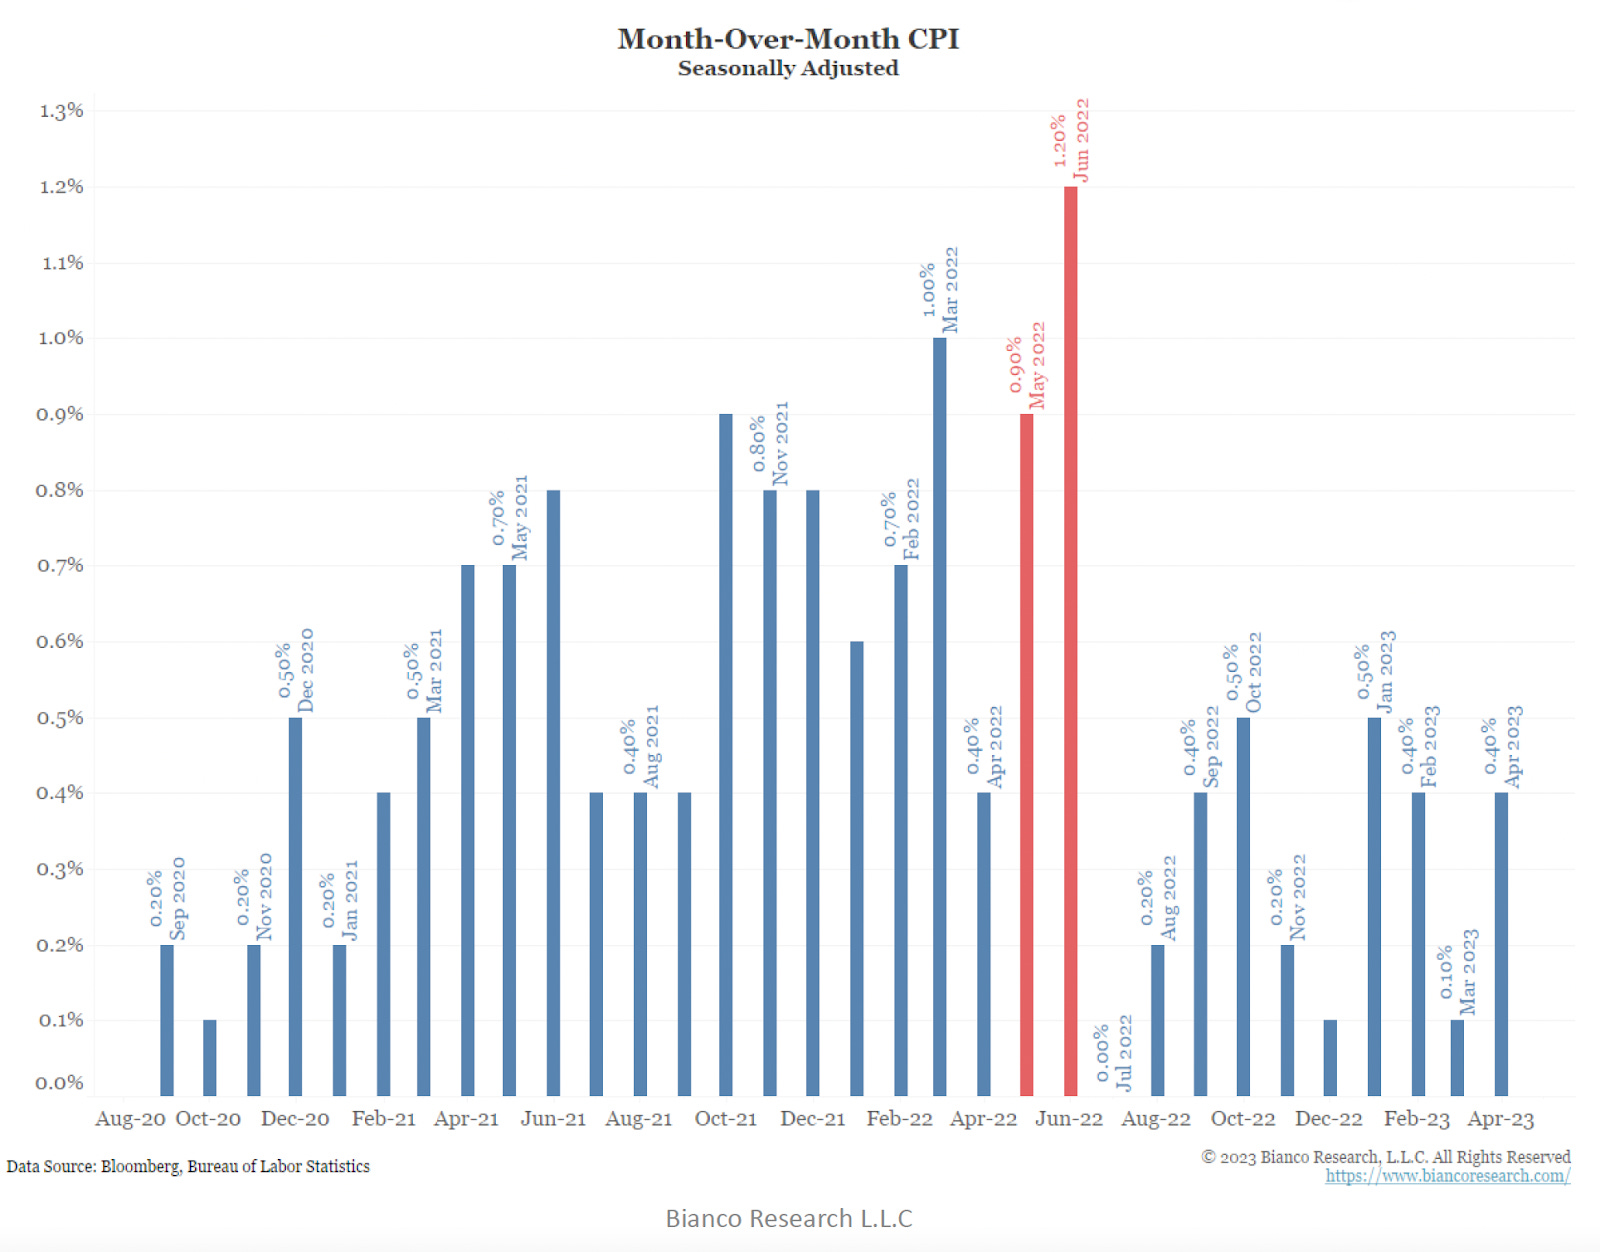 Month-Over-Month CPI
Seasonally Adjusted
1.3%
1.2%
1.1%
1.0%
0.9%
0.8%
0.7%
0.6%
0.5%
0.4%
0.3%
0.2%
0.1%
0.0%
0.20%
Sep 2020
0.20%
Nov 2020
0.50%
Dec 2020
0.20%
Jan 2021
0.50%
Mar 2021
0.70%
May 2021
0.40%
Aug 2021
0.80%
Nov 2021
0.70%
Feb 2022
1.00%
Mar 2022
0.40%
Apr 2022
0.90%
May 2022
1.20%
Jun 2022
0.00%
Jul 2022
0.20%
Aug 2022
0.40%
Sep 2022
0.50%
Oct 2022
0.20%
Nov 2022
0.50%
Jan 2023
0.40%
Feb 2023
0.10%
Mar 2023
0.40%
Apr 2023
Aug-20 Oct-20 Dec-20 Feb-21 Apr-21 Jun-21 Aug-21 Oct-21 Dec-21 Feb-22 Apr-22 Jun-22 Aug-22 Oct-22 Dec-22 Feb-23 Apr-23
Data Source: Bloomberg, Bureau of Labor Statistics
© 2023 Bianco Research, L.L.C. All Rights Reserved
https://www.biancoresearch.com/
Bianco Research L.L.C